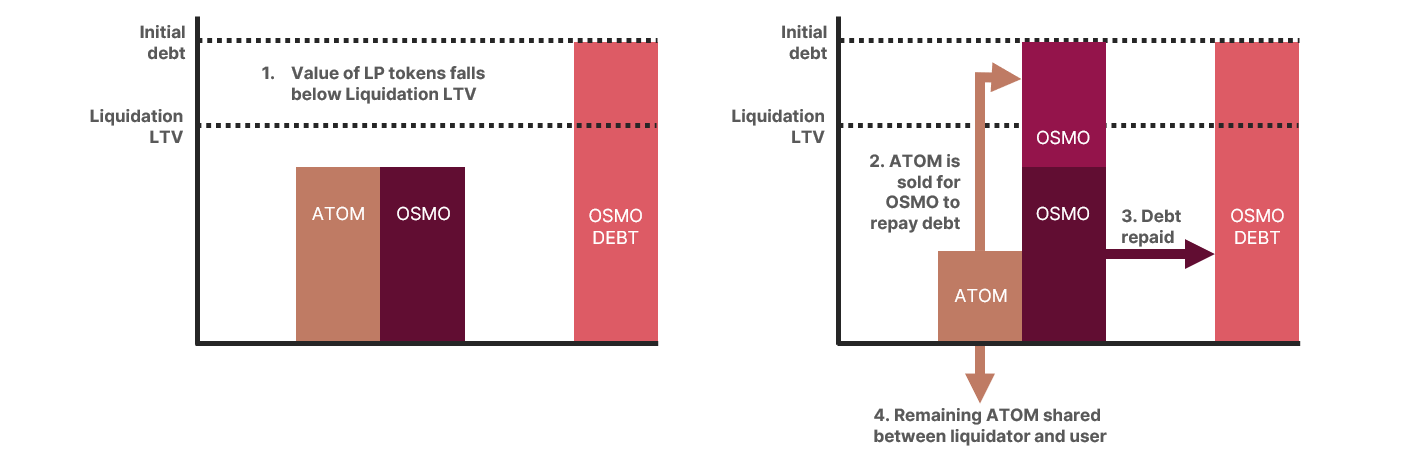 Initial
debt
1. Value of LP tokens falls
below Liquidation LTV
Liquidation
LTV
ATOM
OSMO
OSMO
DEBT
Initial
debt
Liquidation
LTV
OSMO
2. ATOM is
sold for
OSMO to
repay debt
OSMO
3. Debt
repaid
OSMO
DEBT
ATOM
4. Remaining ATOM shared
between liquidator and user